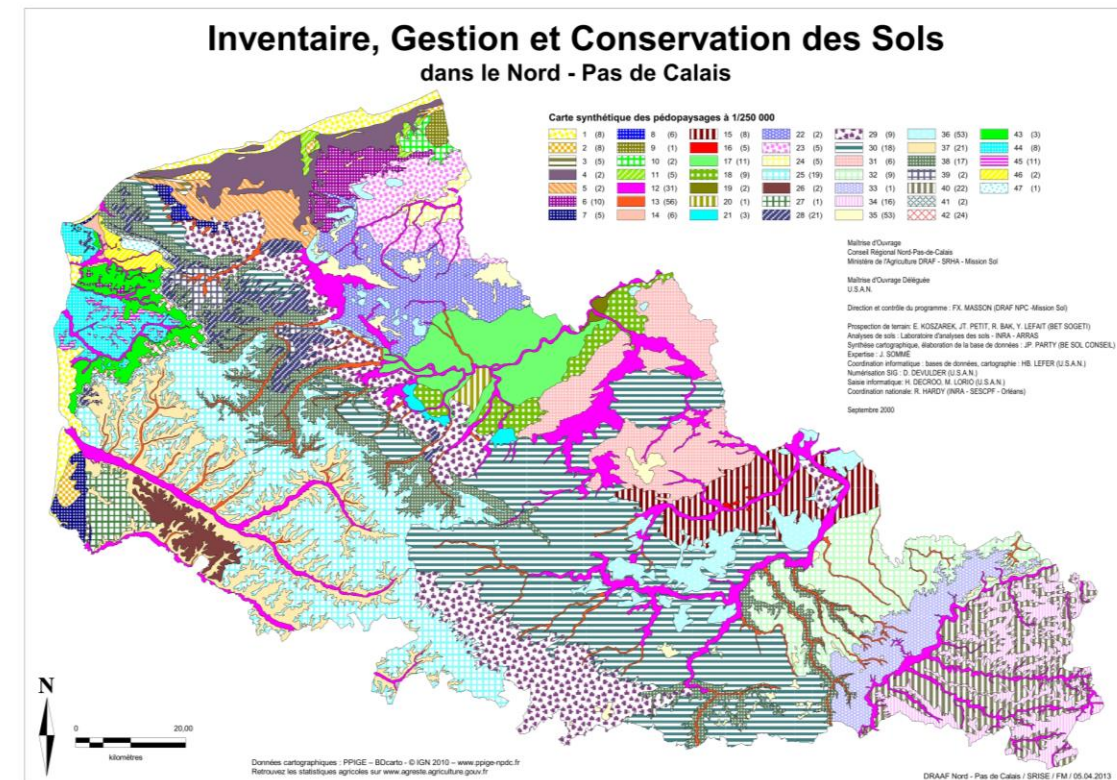 Inventaire, Gestion et Conservation des Sols
dans le Nord - Pas de Calais
Carte synthétique des pédopaysages à 1/250 000
1 (8) 8 (6) 15 (8) 22 (2) 29 (9) 36 (53) 43 (3)
2 (8) 9 (1) 16 (5) 23 (5) 30 (18) 37 (21) 44 (8)
3 (5) 10 (2) 17 (11) 24 (5) 31 (6) 38 (17) 45 (11)
4 (2) 11 (5) 18 (9) 25 (19) 32 (9) 39 (2) 46 (2)
5 (2) 12 (31) 19 (2) 26 (2) 33 (1) 40 (22) 47 (1)
6 (10) 13 (56) 20 (1) 27 (1) 34 (16) 41 (2)
7 (5) 14 (6) 21 (3) 28 (21) 35 (53) 42 (24)
Maîtrise d'Ouvrage
Conseil Régional Nord-Pas-de-Calais
Ministère de l'Agriculture DRAF - SRHA - Mission Sol
Maîtrise d'Ouvrage Délèguée
U.S.A.N.
Direction et contrôle du programme : FX. MASSON (DRAF NPC -Mission Sol)
Prospection de terrain: E. KOSZAREK, JT. PETIT, R. BAK, Y. LEFAIT (BET SOGETI)
Analyses de sols : Laboratoire d'analyses des sols - INRA - ARRAS
Synthèse cartographique, élaboration de la base de données : JP. PARTY (BE SOL CONSEIL)
Expertise : J. SOMME
Coordination informatique : bases de données, cartographie : HB. LEFER (U.S.A.N.)
Numérisation SIG : D. DEVULDER (U.S.A.N.)
Saisie informatique: H. DECROO, M. LORIO (U.S.A.N.)
Coordination nationale: R. HARDY (INRA - SESCPF - Orléans)
Septembre 2000
N
0 20,00
kilomètres
Données cartographiques : PPIGE – BDcarto - © IGN 2010 – www.ppige-npdc.fr
Retrouvez les statistiques agricoles sur www.agreste.agriculture.gouv.fr
DRAAF Nord - Pas de Calais / SRISE / FM / 05.04.2013